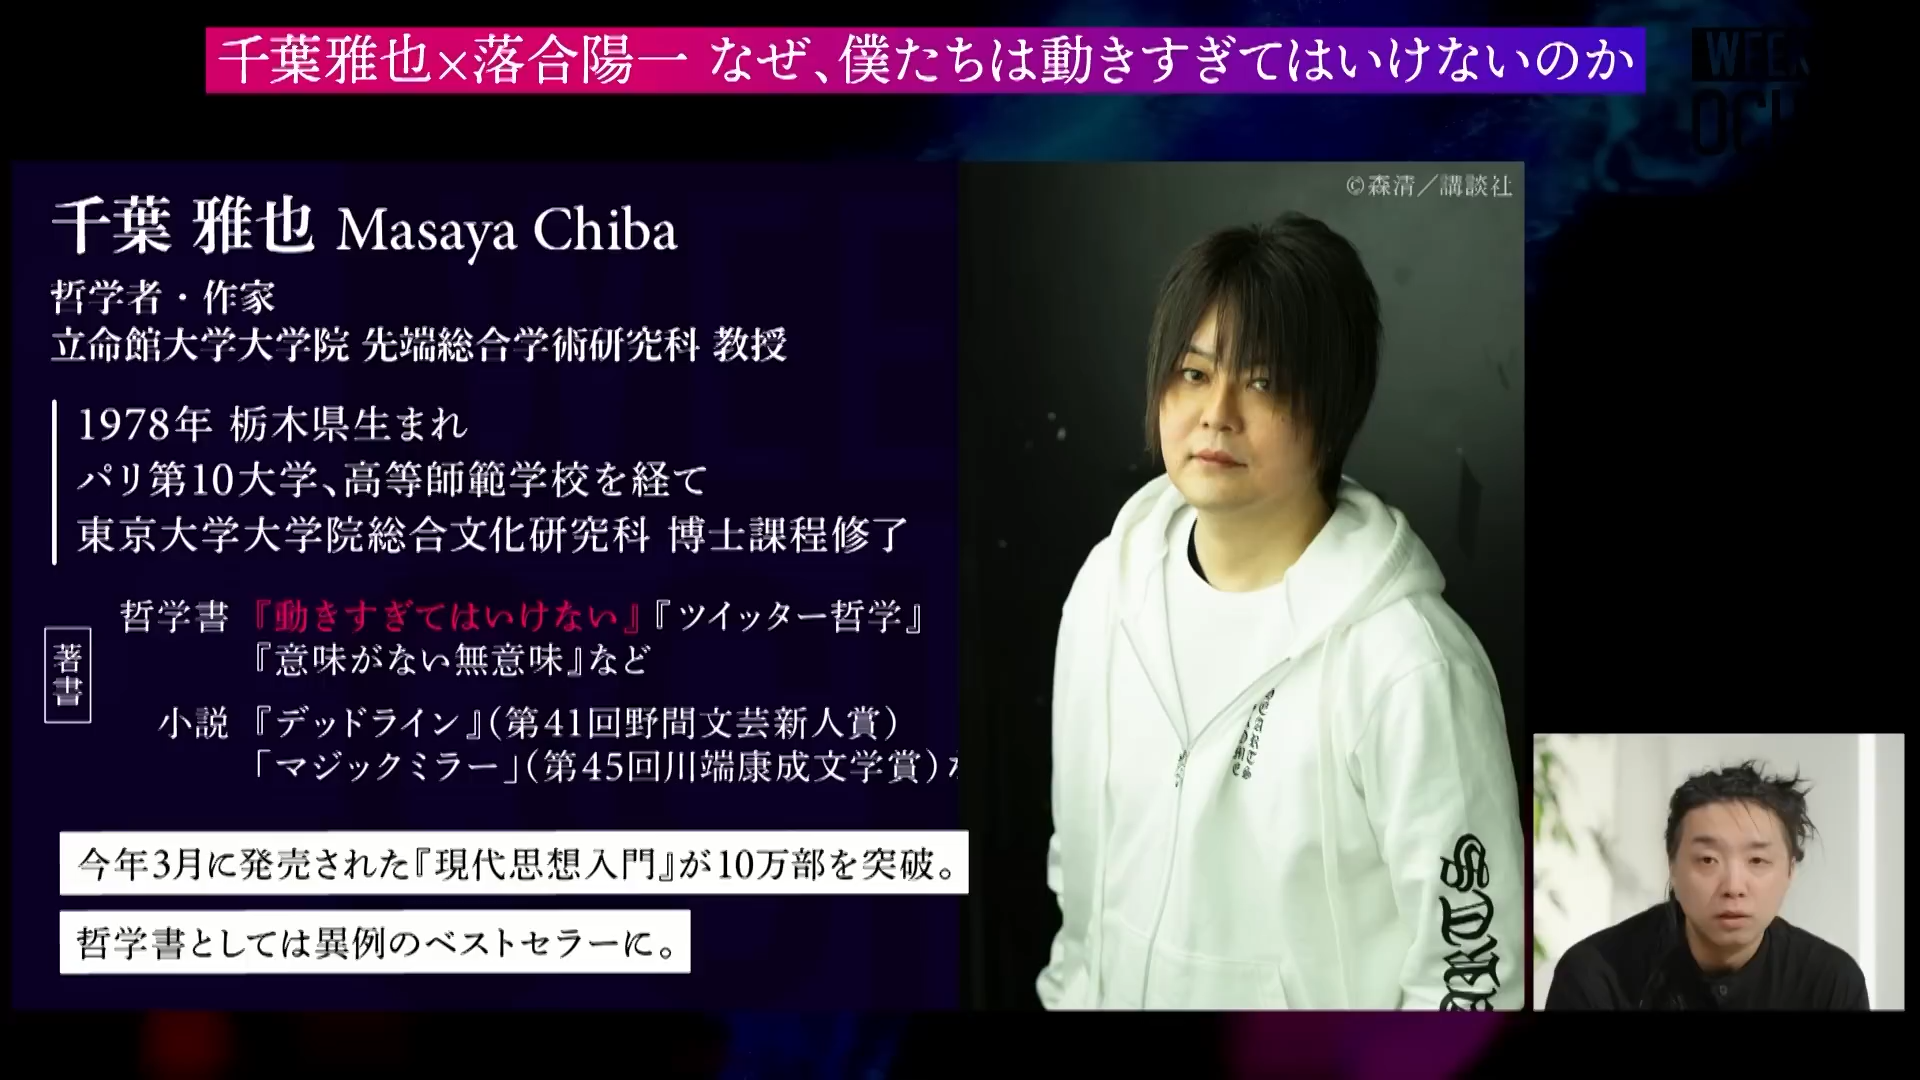 千葉雅也×落合陽一 なぜ、僕たちは動きすぎてはいけないのか
WEEK
OCH
©森清／講談社
千葉 雅也 Masaya Chiba
哲学者・作家
立命館大学大学院 先端総合学術研究科 教授
1978年 栃木県生まれ
パリ第10大学、高等師範学校を経て
東京大学大学院総合文化研究科 博士課程修了
著書
哲学書 『動きすぎてはいけない』『ツイッター哲学』
『意味がない無意味』など
小説 『デッドライン』（第41回野間文芸新人賞）
「マジックミラー」（第45回川端康成文学賞）
今年3月に発売された『現代思想入門』が10万部を突破。
哲学書としては異例のベストセラーに。